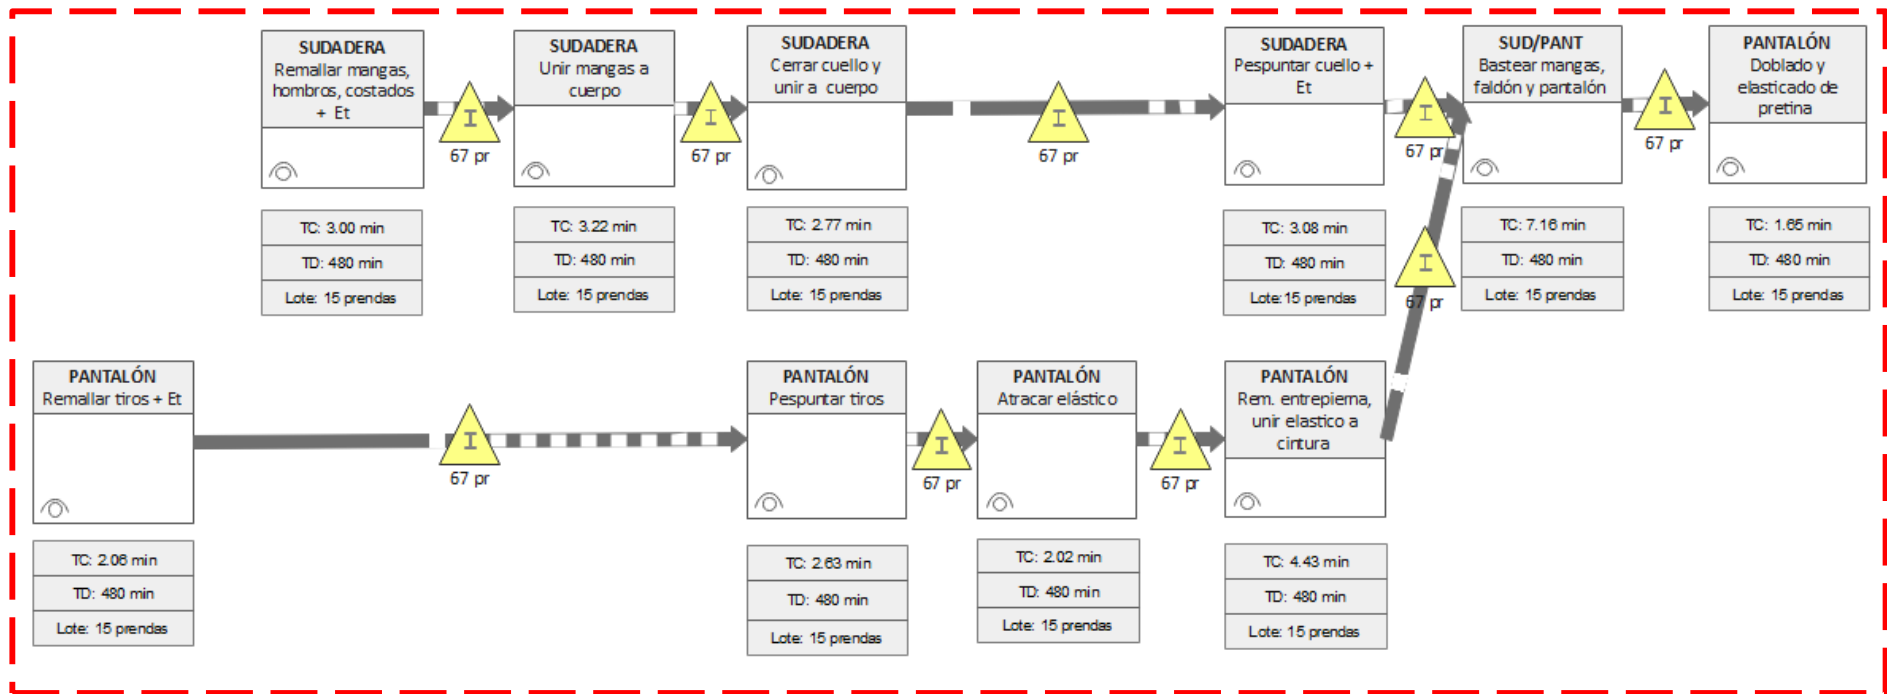 SUDADERA
Remallar mangas,
hombros, costados
+ Et
SUDADERA
Unir mangas a
cuerpo
SUDADERA
Cerrar cuello y
unir a cuerpo
SUDADERA
Pespuntar cuello +
Et
SUD/PANT
Bastear mangas,
faldón y pantalón
PANTALÓN
Doblado y
elasticado de
pretina
I
67 pr
I
67 pr
I
67 pr
I
67 pr
I
67 pr
TC: 3.00 min
TD: 480 min
Lote: 15 prendas
TC: 3.22 min
TD: 480 min
Lote: 15 prendas
TC: 2.77 min
TD: 480 min
Lote: 15 prendas
TC: 3.08 min
TD: 480 min
Lote:15 prendas
I
67 pr
TC: 7.16 min
TD: 480 min
Lote: 15 prendas
TC: 1.65 min
TD: 480 min
Lote: 15 prendas
PANTALÓN
Remallar tiros + Et
I
67 pr
PANTALÓN
Pespuntar tiros
I
67 pr
PANTALÓN
Atracar elástico
I
67 pr
PANTALÓN
Rem. entrepierna,
unir elastico a
cintura
TC: 2.06 min
TD: 480 min
Lote: 15 prendas
TC: 2.63 min
TD: 480 min
Lote: 15 prendas
TC: 2.02 min
TD: 480 min
Lote: 15 prendas
TC: 4.43 min
TD: 480 min
Lote: 15 prendas